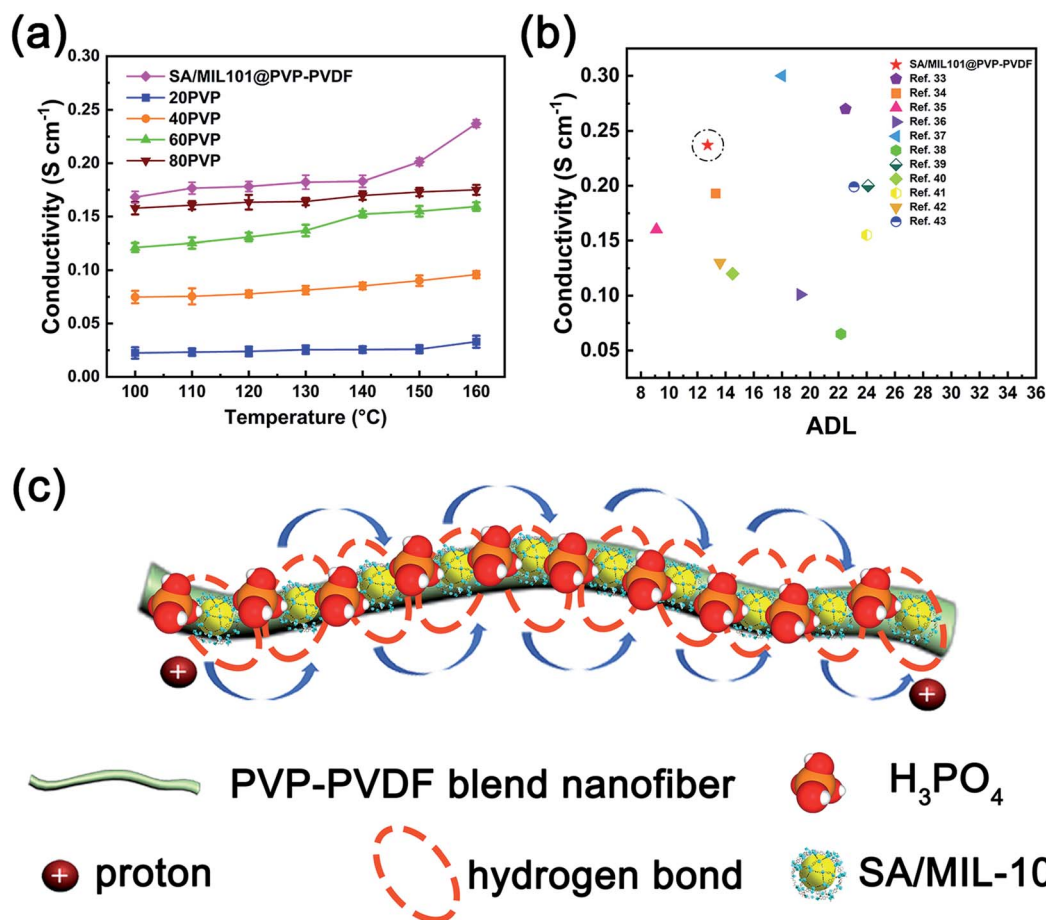 (a)
0.30
0.25
0.20
0.15
0.10
0.05
0.00
Conductivity (S cm⁻¹)
SA/MIL101@PVP-PVDF
20PVP
40PVP
60PVP
80PVP
100 110 120 130 140 150 160
Temperature (°C)
(b)
0.30
0.25
0.20
0.15
0.10
0.05
Conductivity (S cm⁻¹)
SA/MIL101@PVP-PVDF
Ref. 33
Ref. 34
Ref. 35
Ref. 36
Ref. 37
Ref. 38
Ref. 39
Ref. 40
Ref. 41
Ref. 42
Ref. 43
8 10 12 14 16 18 20 22 24 26 28 30 32 34 36
ADL
(c)
+
+
PVP-PVDF blend nanofiber
H₃PO₄
+
proton
hydrogen bond
SA/MIL-10